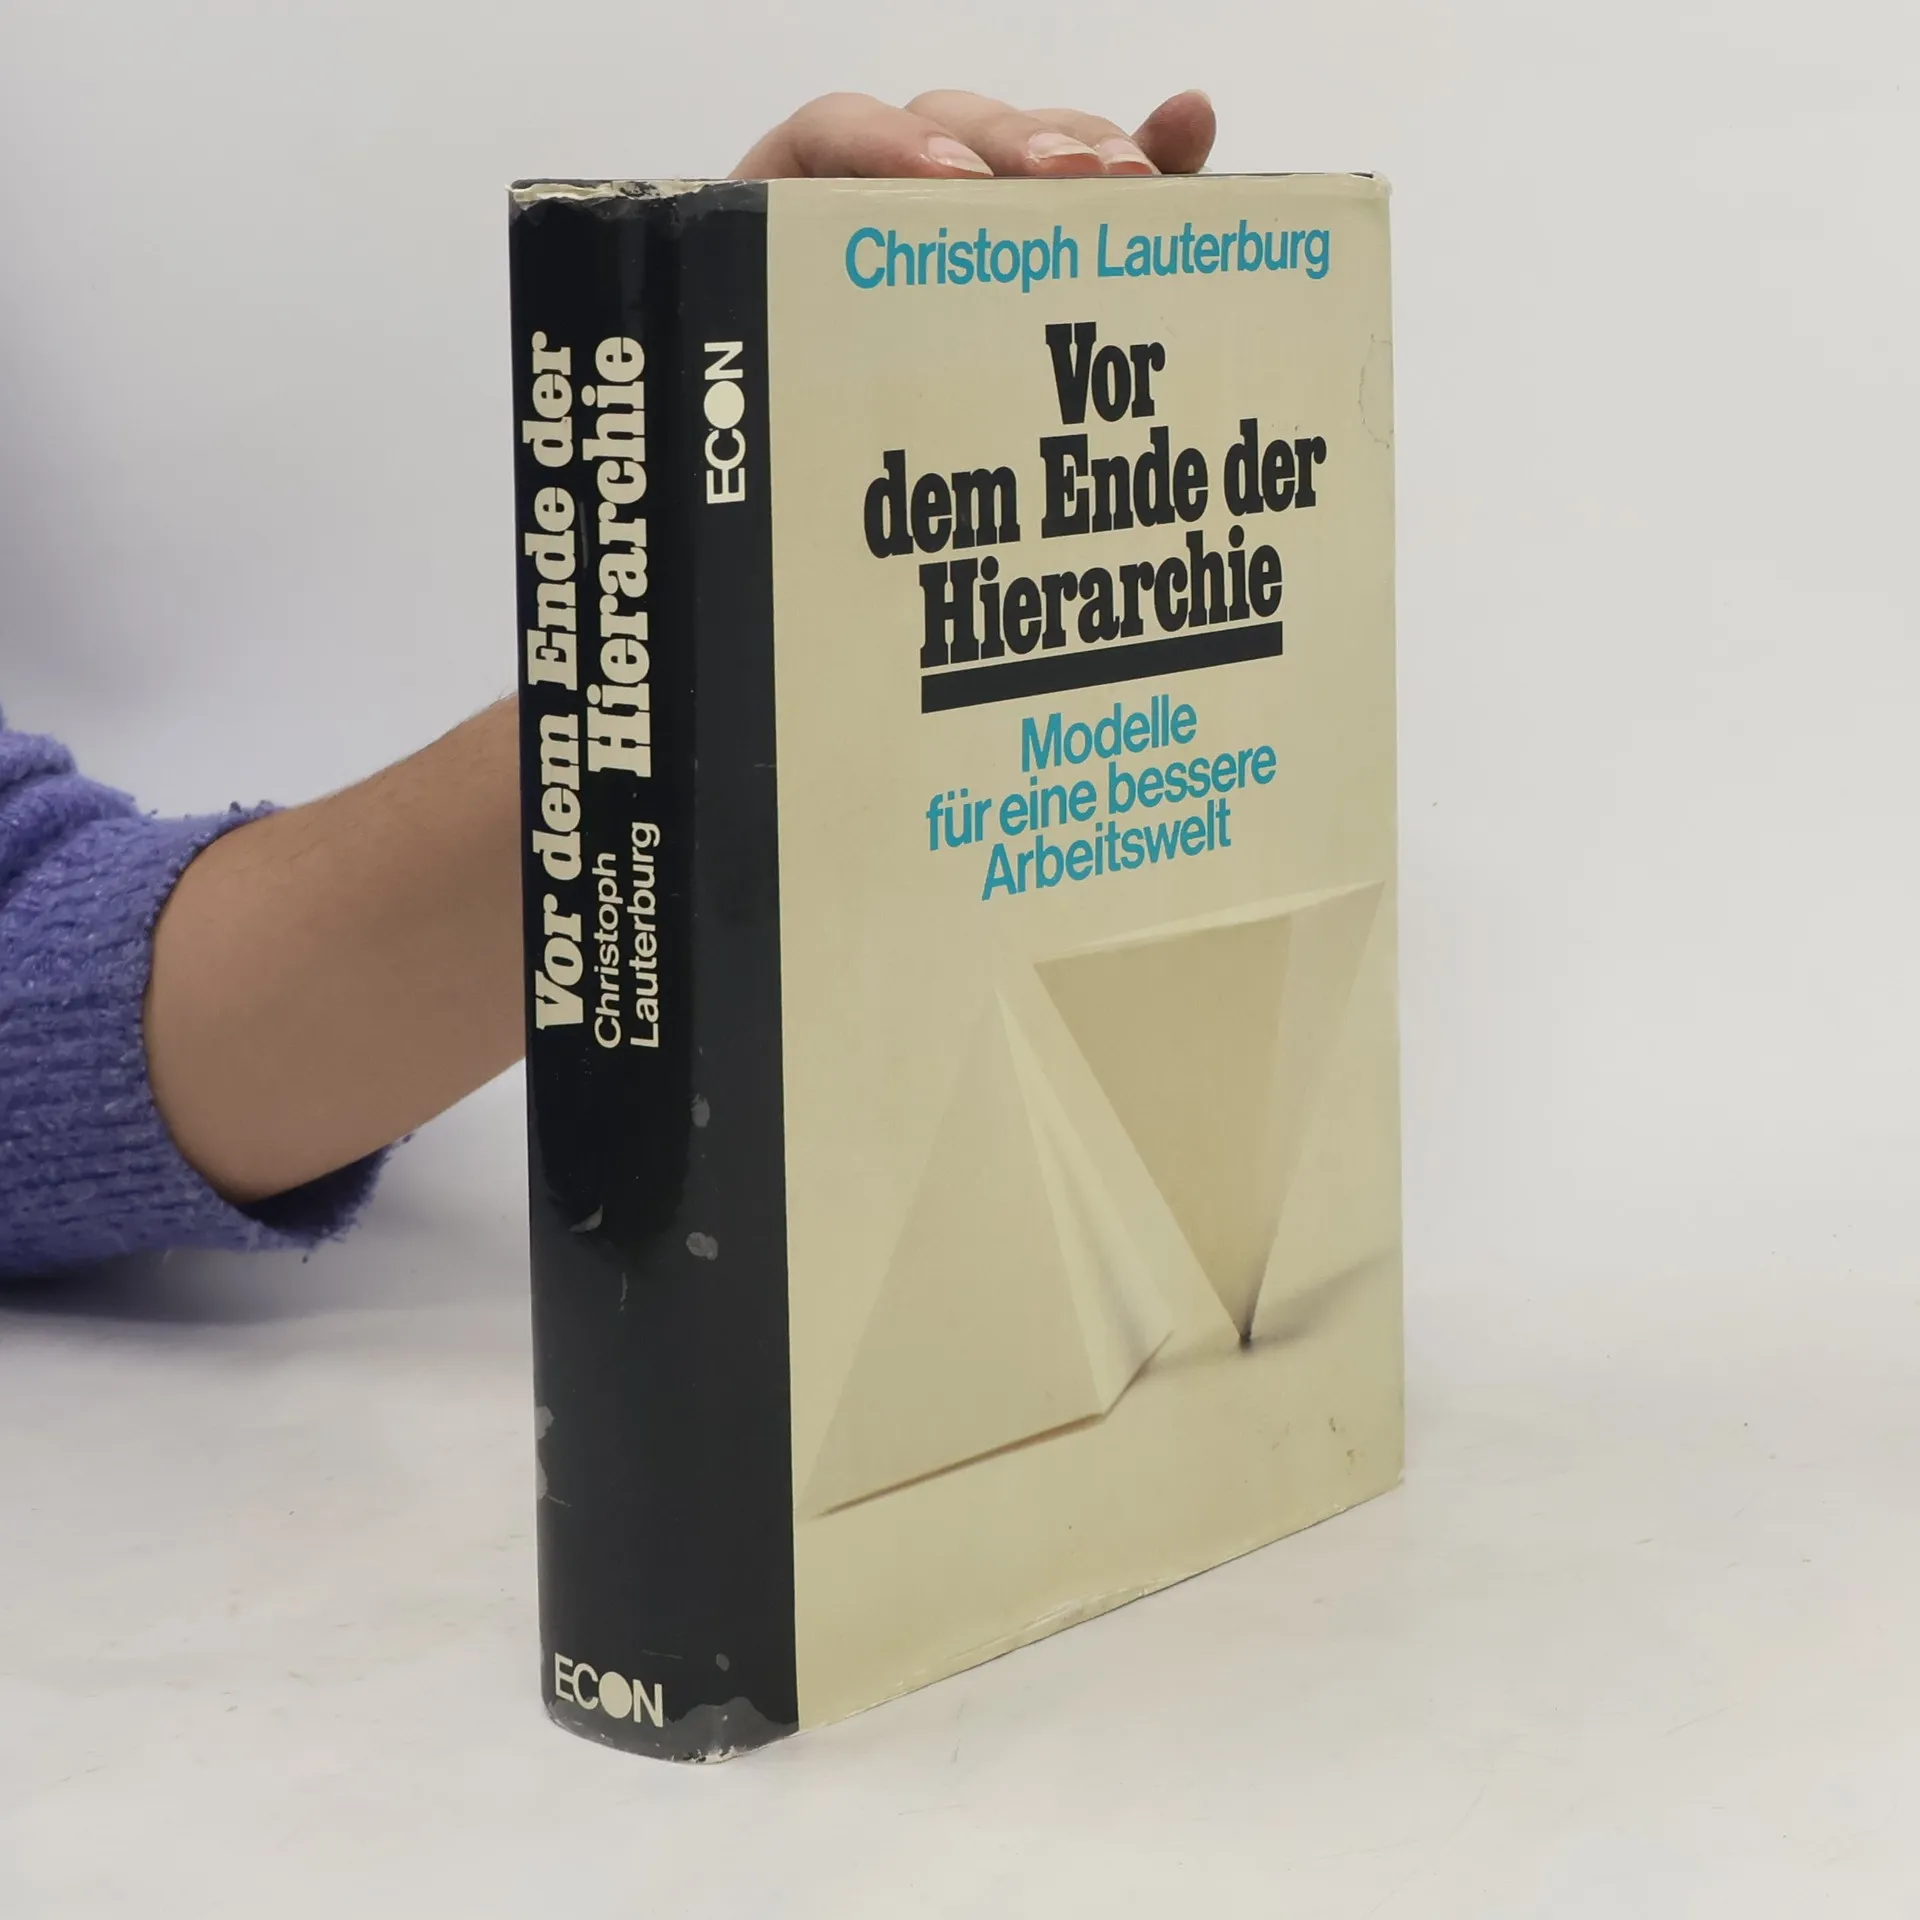 Vor dem Ende der
Hierarchie
Christoph
Lauterburg
ECON
ECON
Christoph Lauterburg
Vor
dem Ende der
Hierarchie
Modelle
für eine bessere
Arbeitswelt